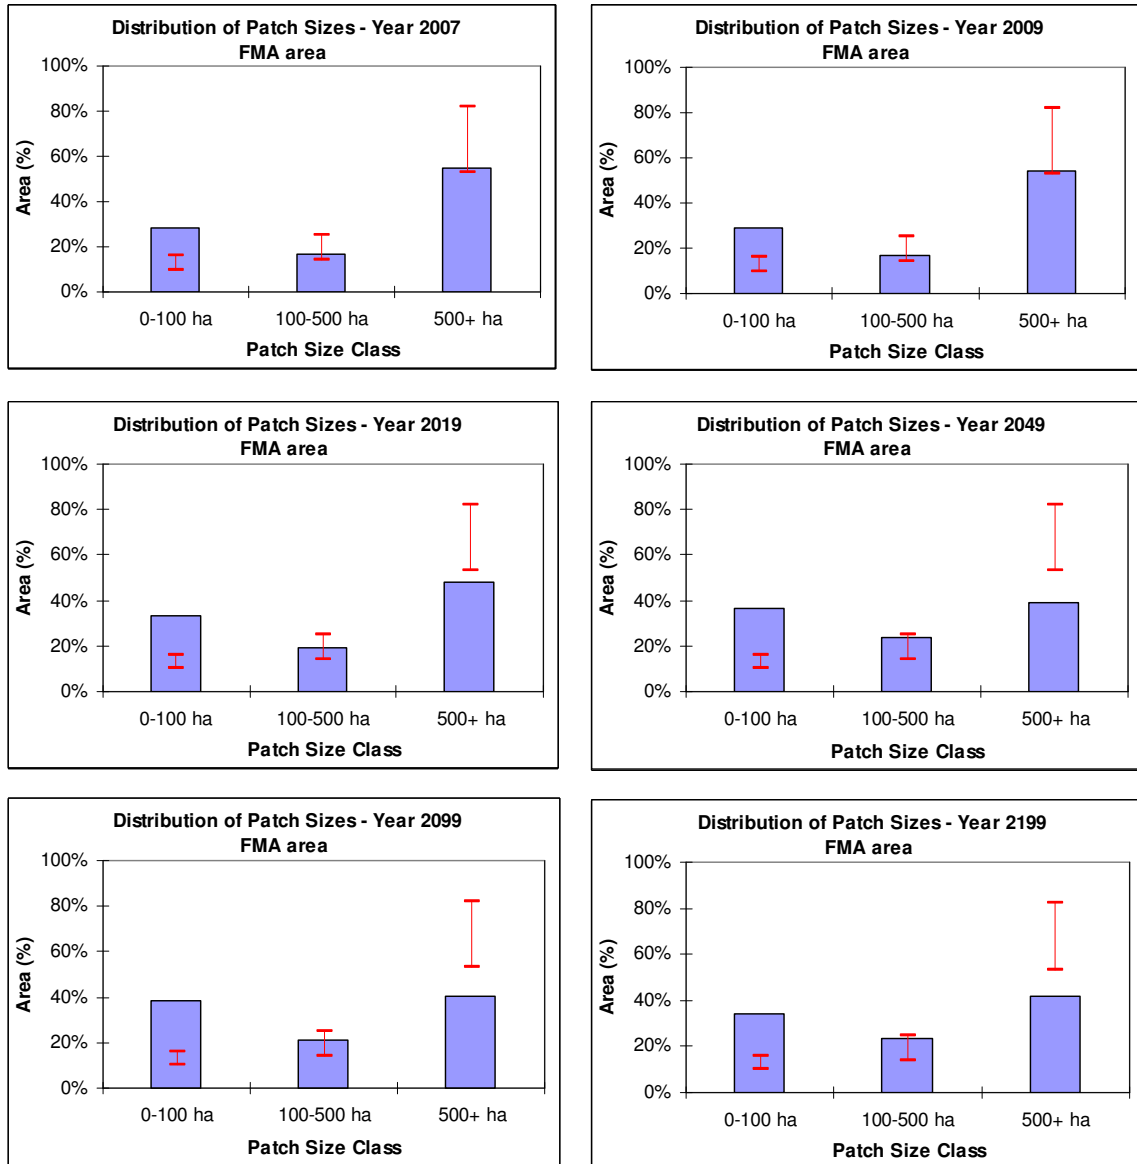 Distribution of Patch Sizes - Year 2007
FMA area
100%
80%
60%
40%
20%
0%
Area (%)
0-100 ha 100-500 ha 500+ ha
Patch Size Class
Distribution of Patch Sizes - Year 2009
FMA area
100%
80%
60%
40%
20%
0%
Area (%)
0-100 ha 100-500 ha 500+ ha
Patch Size Class
Distribution of Patch Sizes - Year 2019
FMA area
100%
80%
60%
40%
20%
0%
Area (%)
0-100 ha 100-500 ha 500+ ha
Patch Size Class
Distribution of Patch Sizes - Year 2049
FMA area
100%
80%
60%
40%
20%
0%
Area (%)
0-100 ha 100-500 ha 500+ ha
Patch Size Class
Distribution of Patch Sizes - Year 2099
FMA area
100%
80%
60%
40%
20%
0%
Area (%)
0-100 ha 100-500 ha 500+ ha
Patch Size Class
Distribution of Patch Sizes - Year 2199
FMA area
100%
80%
60%
40%
20%
0%
Area (%)
0-100 ha 100-500 ha 500+ ha
Patch Size Class